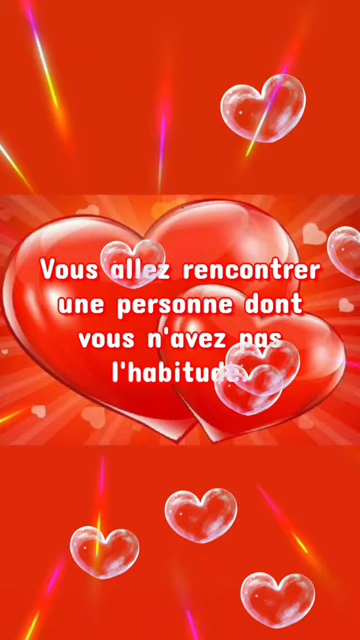 Vous allez rencontrer
une personne dont
vous n'avez pas
l'habitude